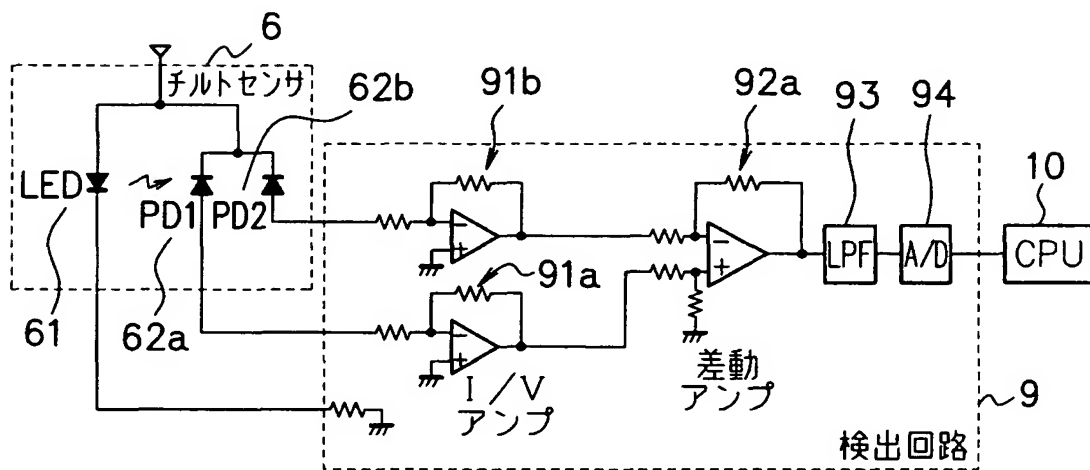 6
チルトセンサ
62b
91b
92a
93
94
10
LED
PD1
PD2
LPF
A/D
CPU
61
62a
91a
I/V
アンプ
差動
アンプ
9
検出回路